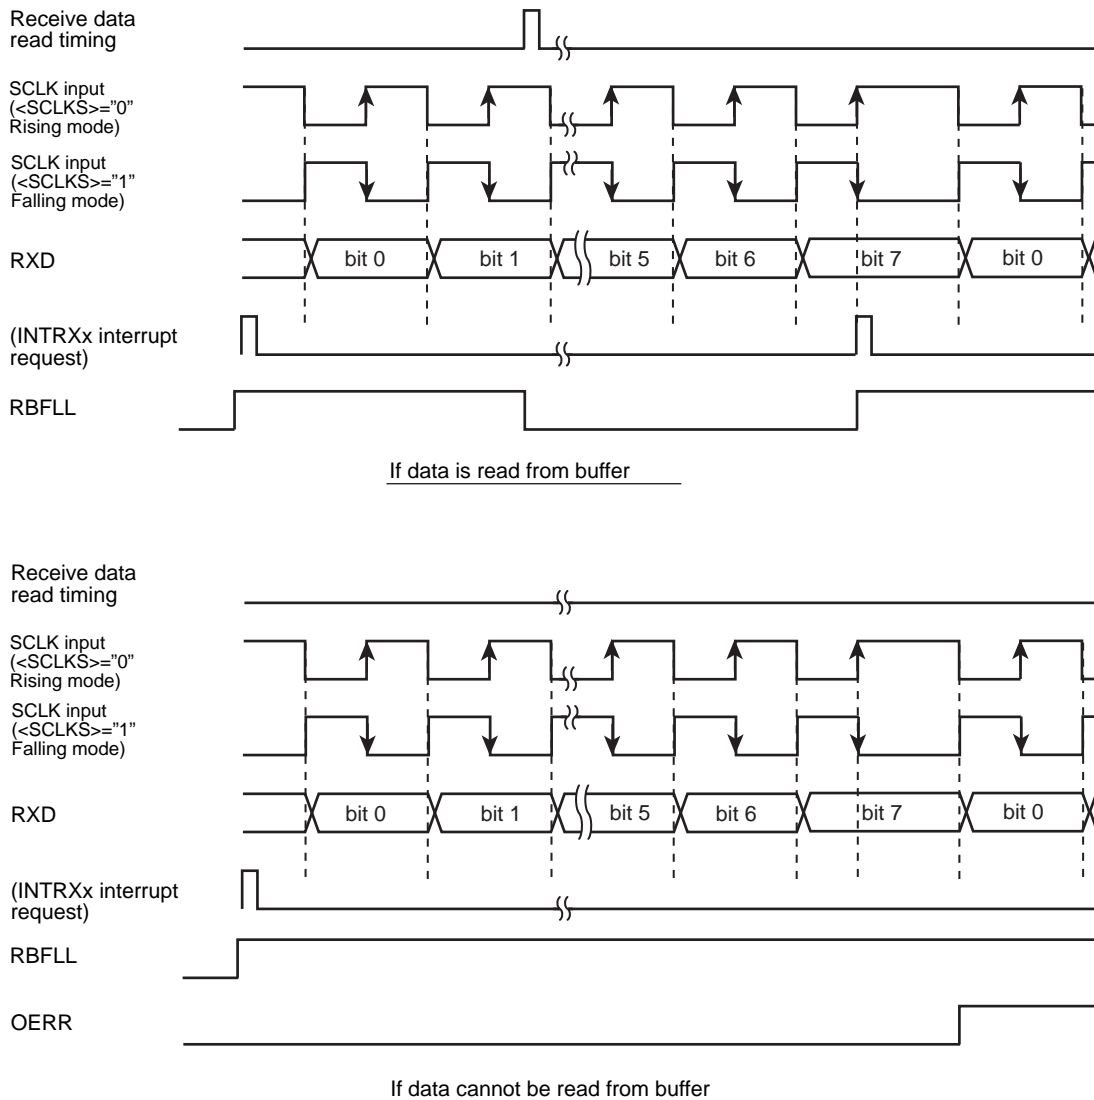 Receive data
read timing
SCLK input
(<SCLKS>="0"
Rising mode)
SCLK input
(<SCLKS>="1"
Falling mode)
RXD
bit 0
bit 1
bit 5
bit 6
bit 7
bit 0
(INTRXx interrupt
request)
RBFLL
If data is read from buffer
Receive data
read timing
SCLK input
(<SCLKS>="0"
Rising mode)
SCLK input
(<SCLKS>="1"
Falling mode)
RXD
bit 0
bit 1
bit 5
bit 6
bit 7
bit 0
(INTRXx interrupt
request)
RBFLL
OERR
If data cannot be read from buffer